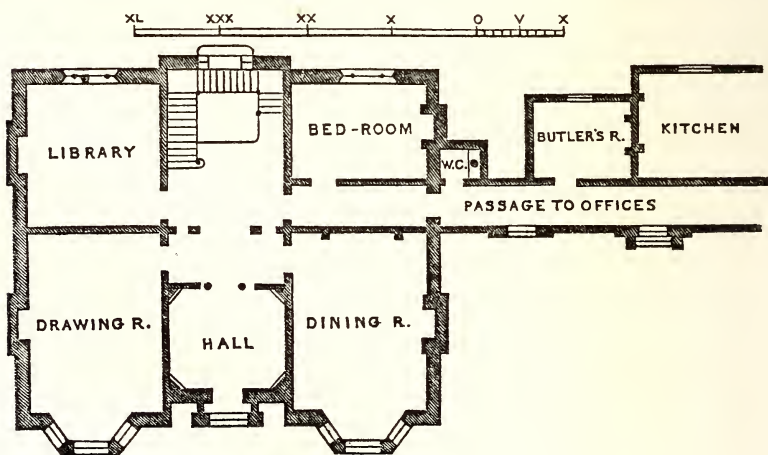 XL XXX XX X O V X
LIBRARY
BED-ROOM
W.C.
BUTLER'S R.
KITCHEN
PASSAGE TO OFFICES
DRAWING R.
HALL
DINING R.